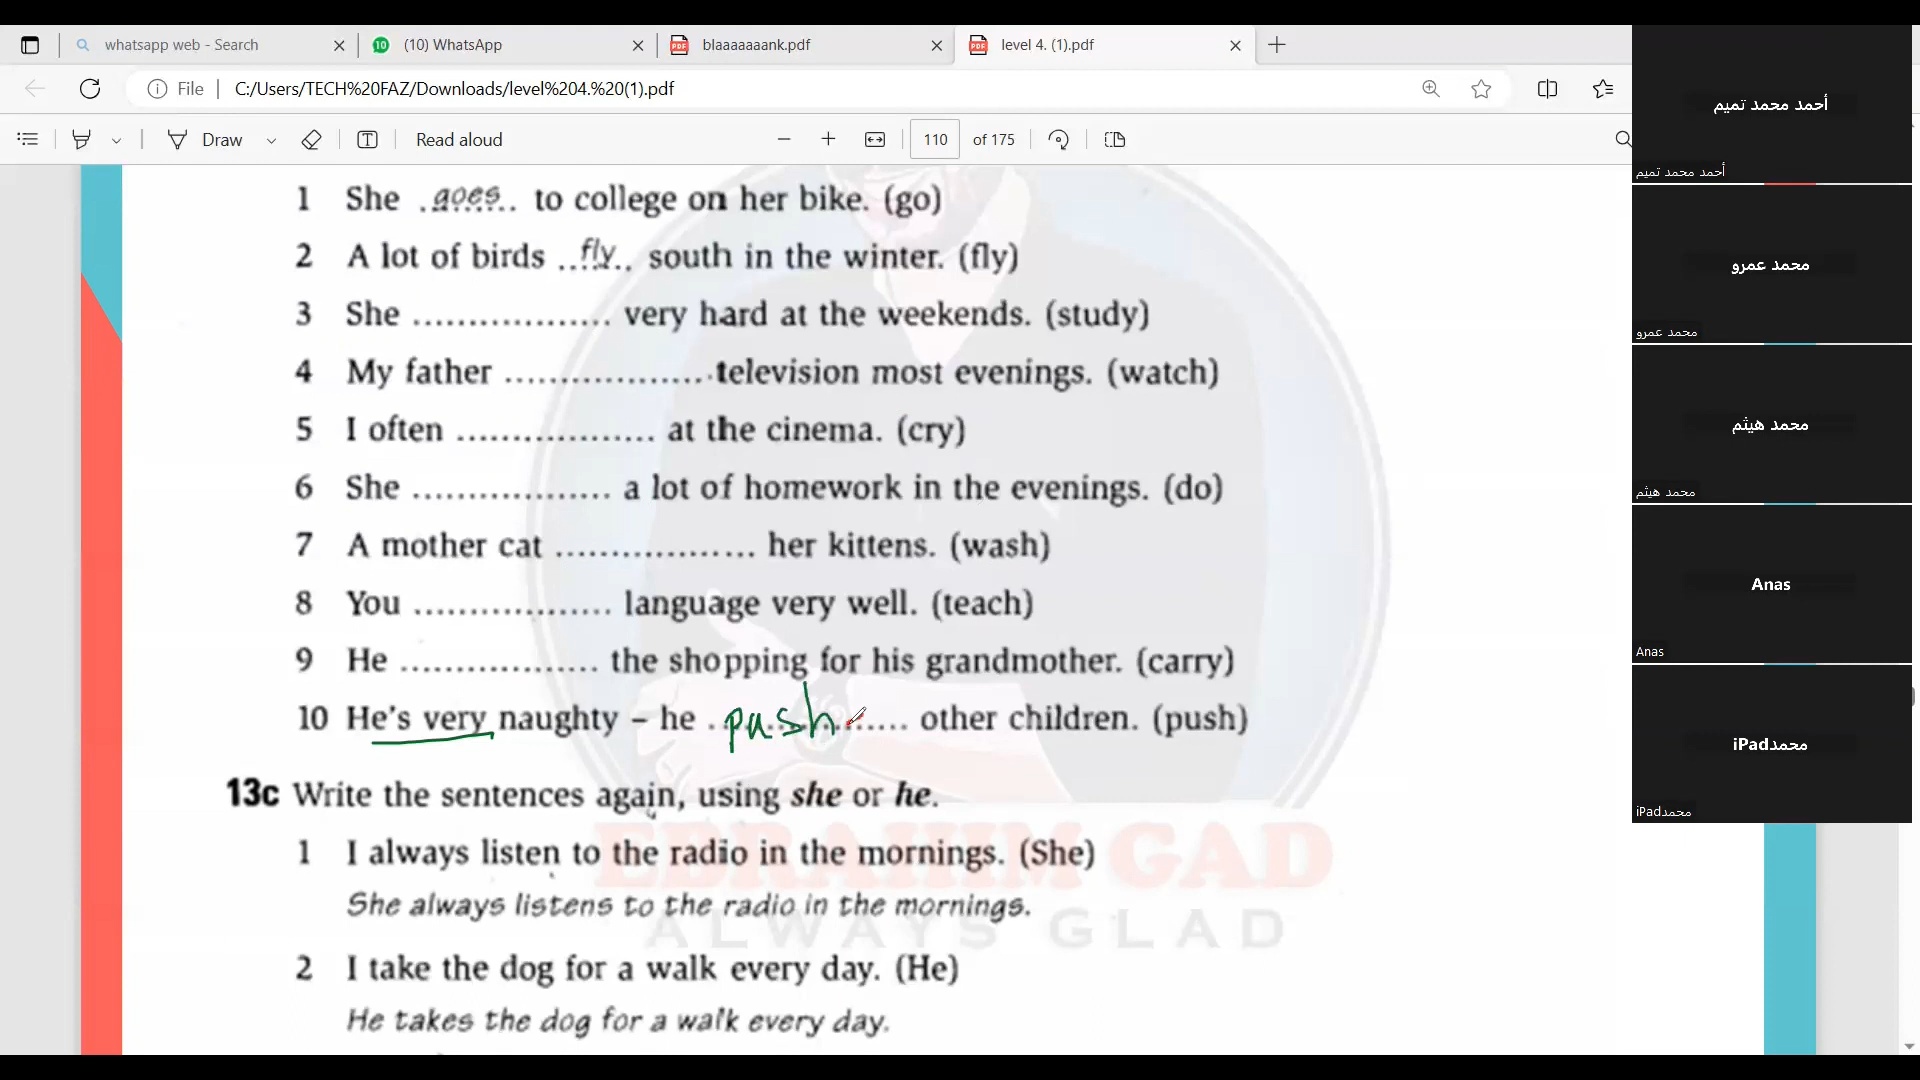 whatsapp web - Search
(10) WhatsApp
blaaaaaaank.pdf
level 4. (1).pdf
File
C:/Users/TECH%20FAZ/Downloads/level%204.%20(1).pdf
Draw
Read aloud
110 of 175
1 She .goes.. to college on her bike. (go)
2 A lot of birds ..fly.. south in the winter. (fly)
3 She .................. very hard at the weekends. (study)
4 My father .................. television most evenings. (watch)
5 I often .................. at the cinema. (cry)
6 She .................. a lot of homework in the evenings. (do)
7 A mother cat .................. her kittens. (wash)
8 You .................. language very well. (teach)
9 He .................. the shopping for his grandmother. (carry)
10 He's very naughty – he push...... other children. (push)
13c Write the sentences again, using she or he.
1 I always listen to the radio in the mornings. (She)
She always listens to the radio in the mornings.
2 I take the dog for a walk every day. (He)
He takes the dog for a walk every day.
EBRAHIM GAD
ALWAYS GLAD
أحمد محمد تميم
أحمد محمد تميم
محمد عمرو
محمد عمرو
محمد هيثم
محمد هيثم
Anas
Anas
iPadمحمد
iPadمحمد